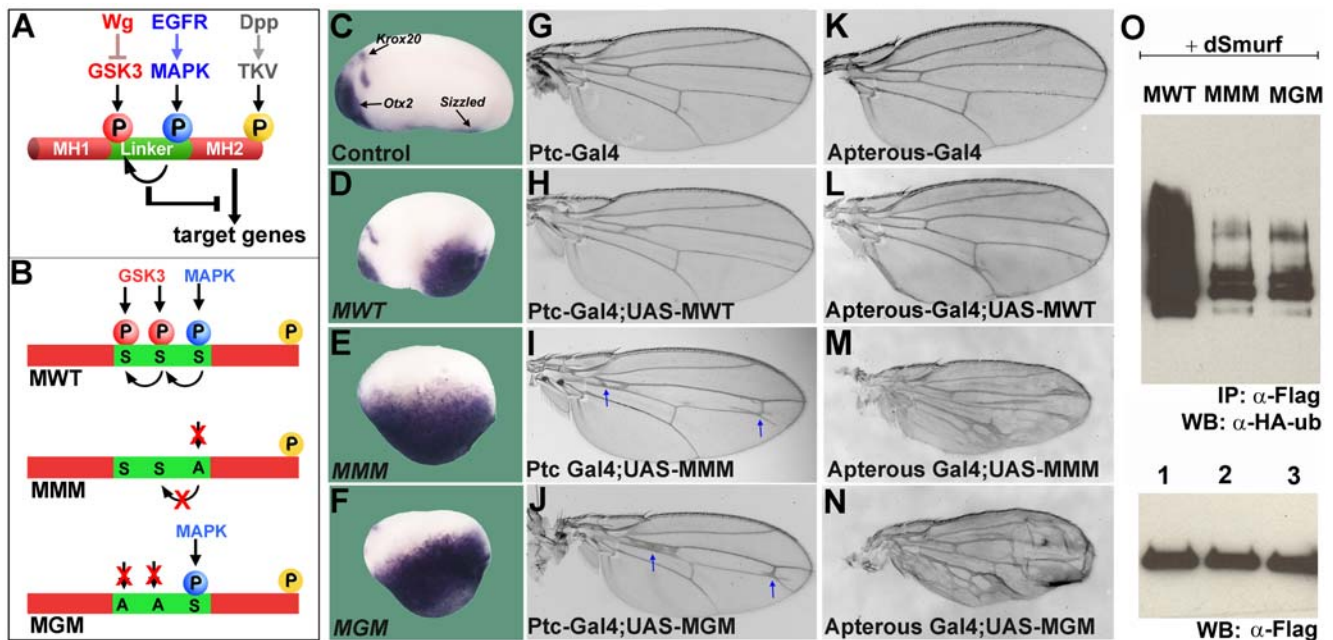 A
Wg EGFR Dpp
GSK3 MAPK TKV
P P P
MH1 Linker MH2
target genes
B
GSK3 MAPK
P P P P
S S S
MWT
X P
S S A
X
MMM
MAPK
X X P P
A A S
MGM
C
Krox20
Otx2
Sizzled
Control
D
MWT
E
MMM
F
MGM
G
Ptc-Gal4
H
Ptc-Gal4;UAS-MWT
I
Ptc Gal4;UAS-MMM
J
Ptc-Gal4;UAS-MGM
K
Apterous-Gal4
L
Apterous-Gal4;UAS-MWT
M
Apterous Gal4;UAS-MMM
N
Apterous Gal4;UAS-MGM
O
+ dSmurf
MWT MMM MGM
IP: α-Flag
WB: α-HA-ub
1 2 3
WB: α-Flag